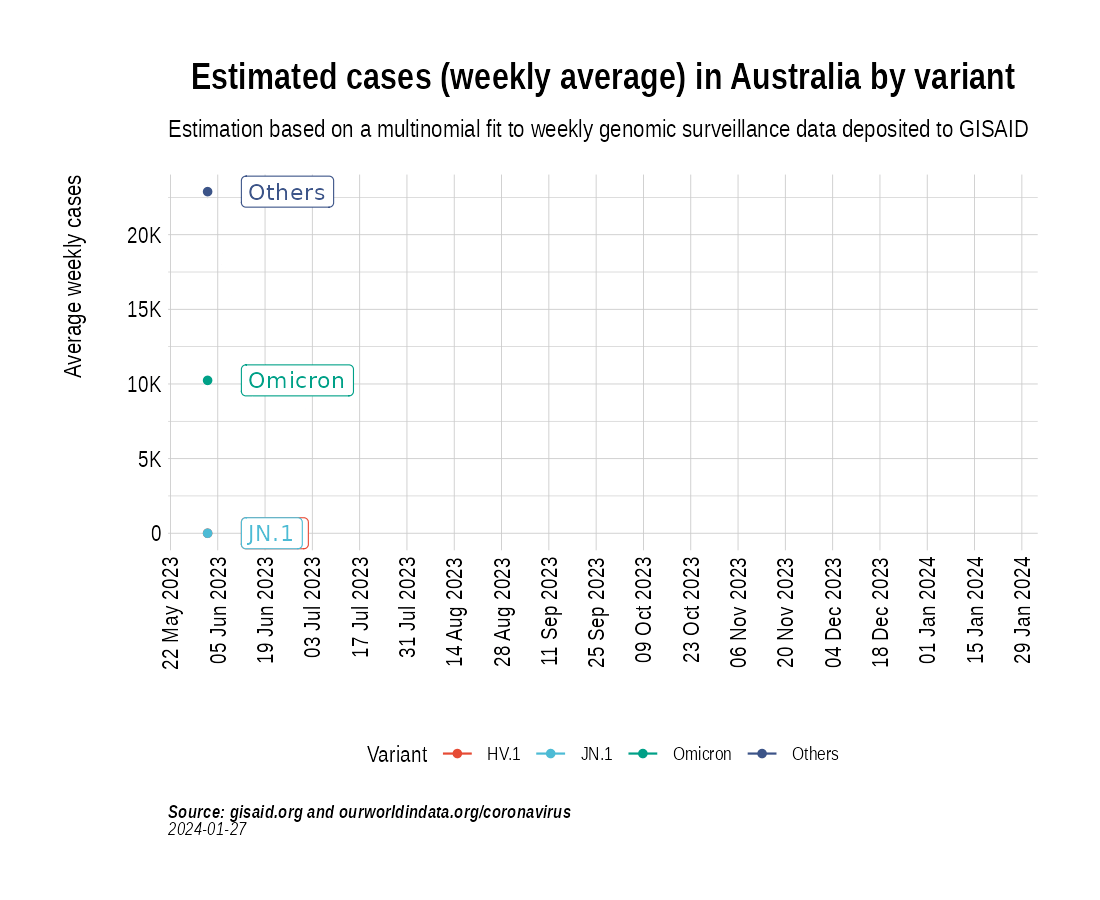 Estimated cases (weekly average) in Australia by variant
Estimation based on a multinomial fit to weekly genomic surveillance data deposited to GISAID
Average weekly cases
20K
15K
10K
5K
0
Others
Omicron
JN.1
22 May 2023
05 Jun 2023
19 Jun 2023
03 Jul 2023
17 Jul 2023
31 Jul 2023
14 Aug 2023
28 Aug 2023
11 Sep 2023
25 Sep 2023
09 Oct 2023
23 Oct 2023
06 Nov 2023
20 Nov 2023
04 Dec 2023
18 Dec 2023
01 Jan 2024
15 Jan 2024
29 Jan 2024
Variant HV.1 JN.1 Omicron Others
Source: gisaid.org and ourworldindata.org/coronavirus
2024-01-27